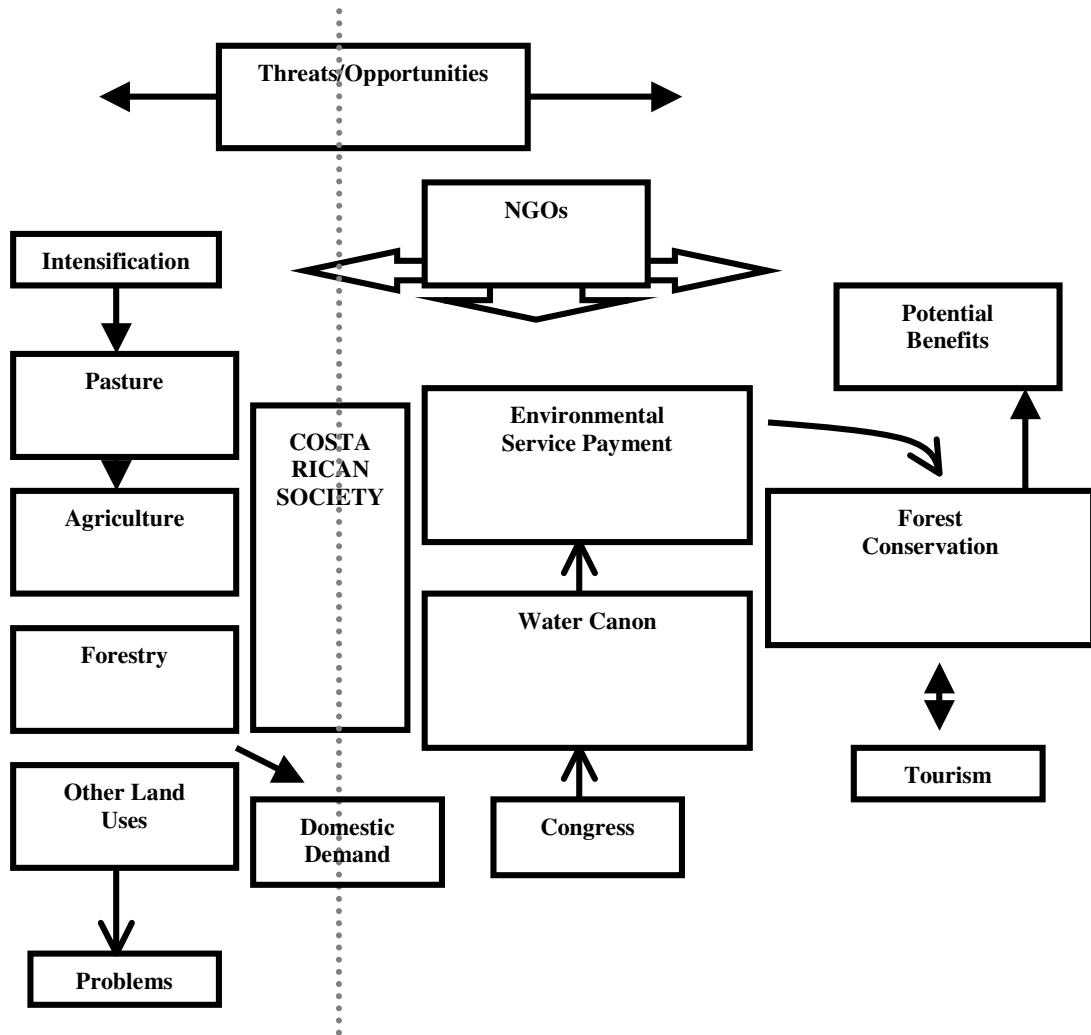 Threats/Opportunities
NGOs
Intensification
Potential
Benefits
Pasture
Environmental
Service Payment
COSTA
RICAN
SOCIETY
Agriculture
Forest
Conservation
Water Canon
Forestry
Tourism
Other Land
Uses
Domestic
Demand
Congress
Problems